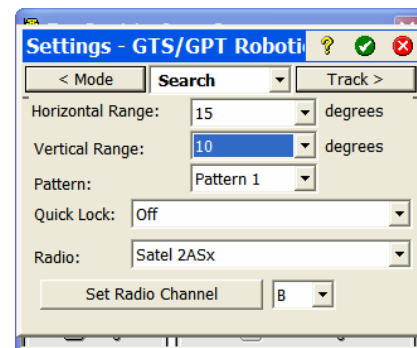 Settings - GTS/GPT Roboti ?
< Mode Search Track >
Horizontal Range: 15 degrees
Vertical Range: 10 degrees
Pattern: Pattern 1
Quick Lock: Off
Radio: Satel 2ASx
Set Radio Channel B